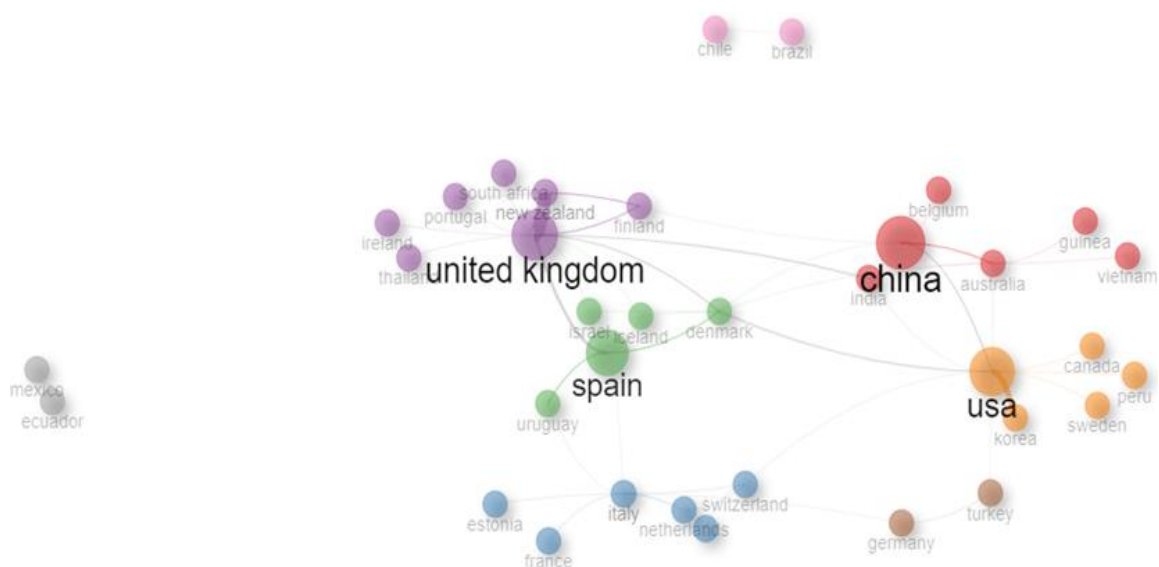 chile
brazil
south africa
belgium
portugal
new zealand
finland
ireland
guinea
thailand
united kingdom
china
vietnam
india
australia
israel
iceland
denmark
spain
canada
mexico
usa
peru
ecuador
uruguay
korea
sweden
estonia
italy
switzerland
netherlands
turkey
france
germany